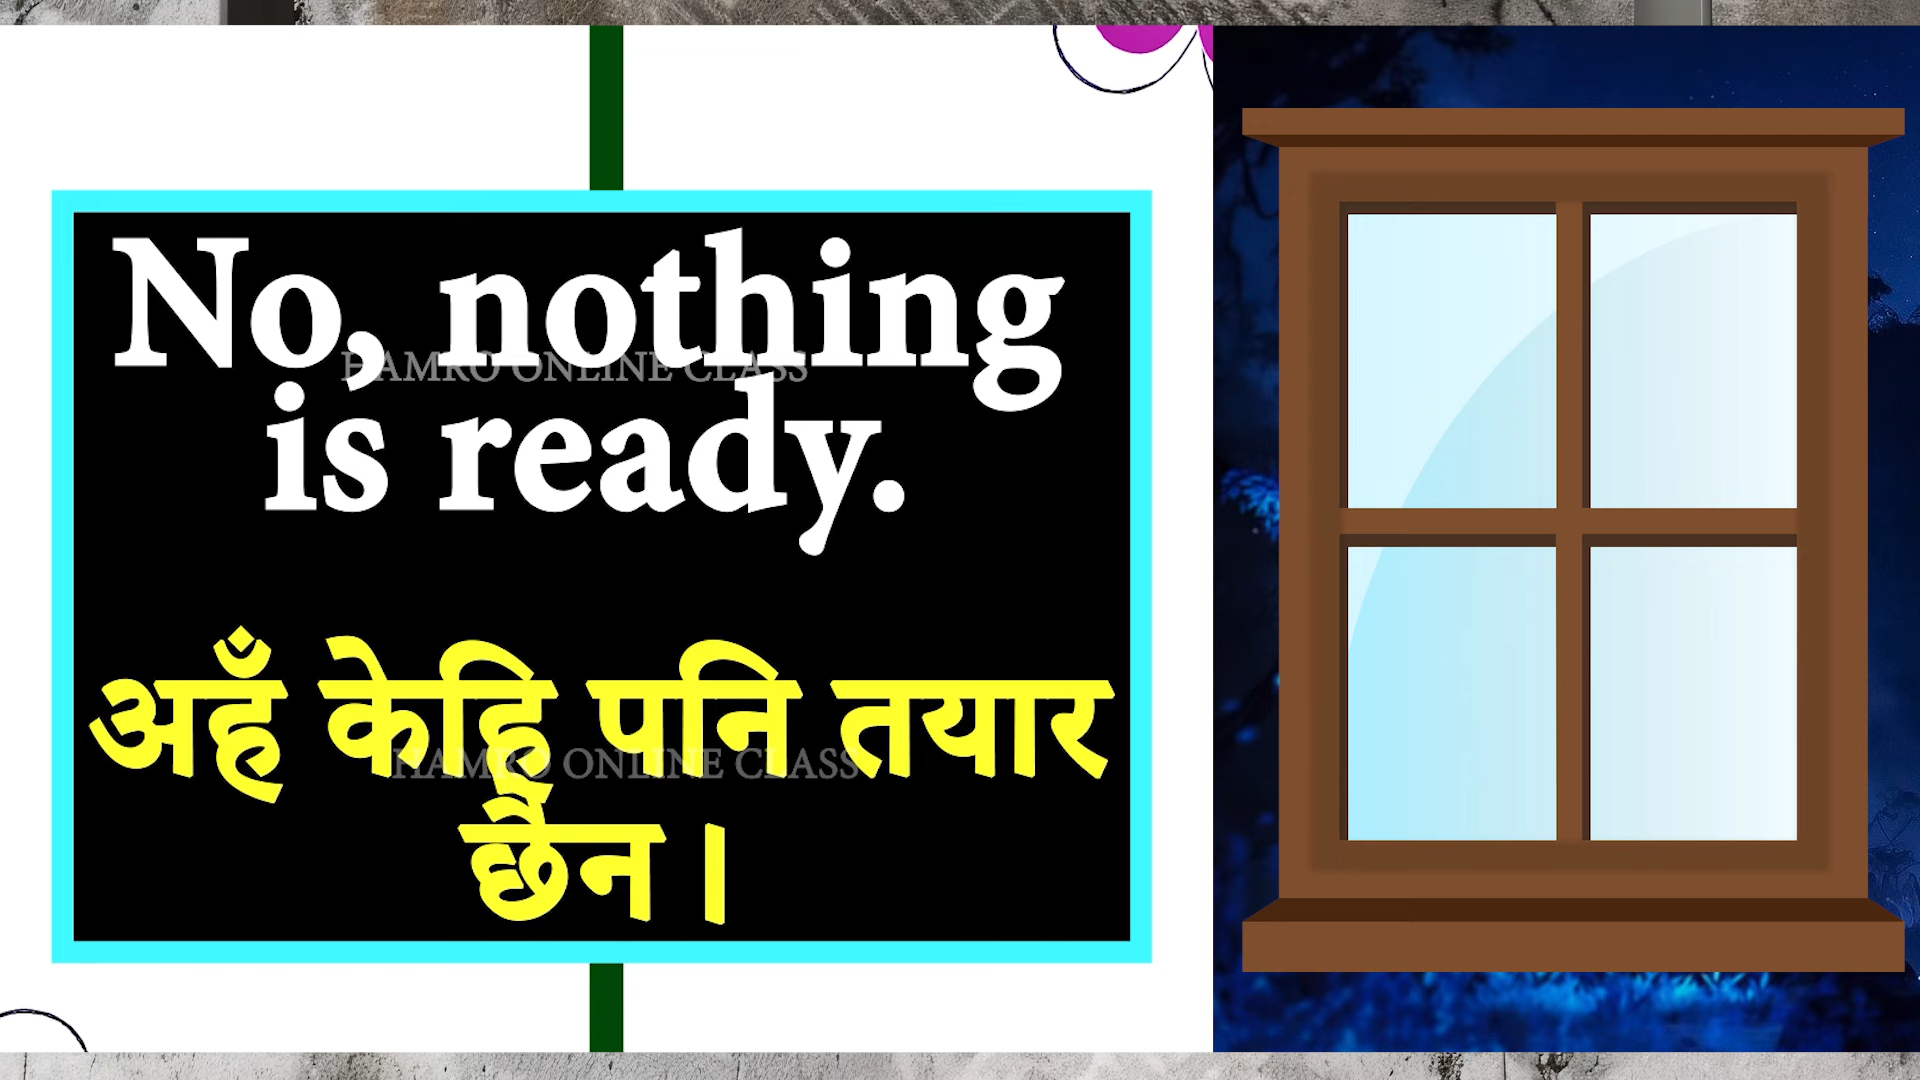 No, nothing
HAMRO ONLINE CLASS
is ready.
अहँ केहि पनि तयार
HAMRO ONLINE CLASS
छैन ।